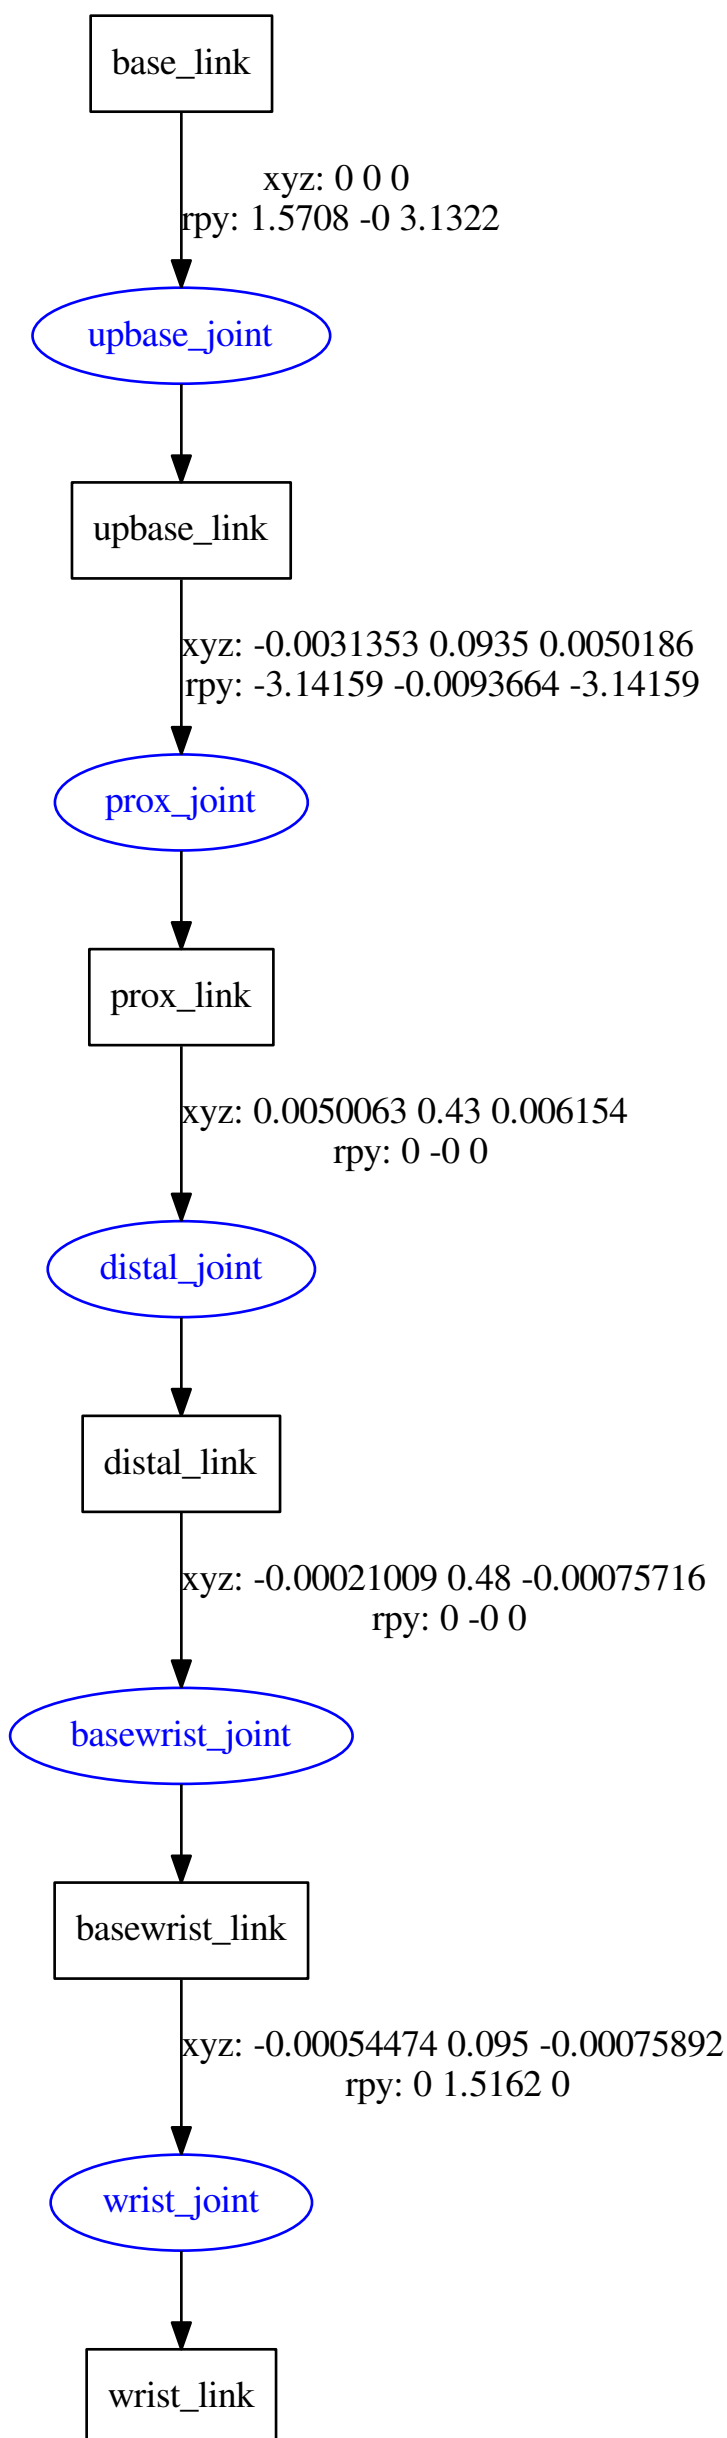 base_link
xyz: 0 0 0
rpy: 1.5708 -0 3.1322
upbase_joint
upbase_link
xyz: -0.0031353 0.0935 0.0050186
rpy: -3.14159 -0.0093664 -3.14159
prox_joint
prox_link
xyz: 0.0050063 0.43 0.006154
rpy: 0 -0 0
distal_joint
distal_link
xyz: -0.00021009 0.48 -0.00075716
rpy: 0 -0 0
basewrist_joint
basewrist_link
xyz: -0.00054474 0.095 -0.00075892
rpy: 0 1.5162 0
wrist_joint
wrist_link